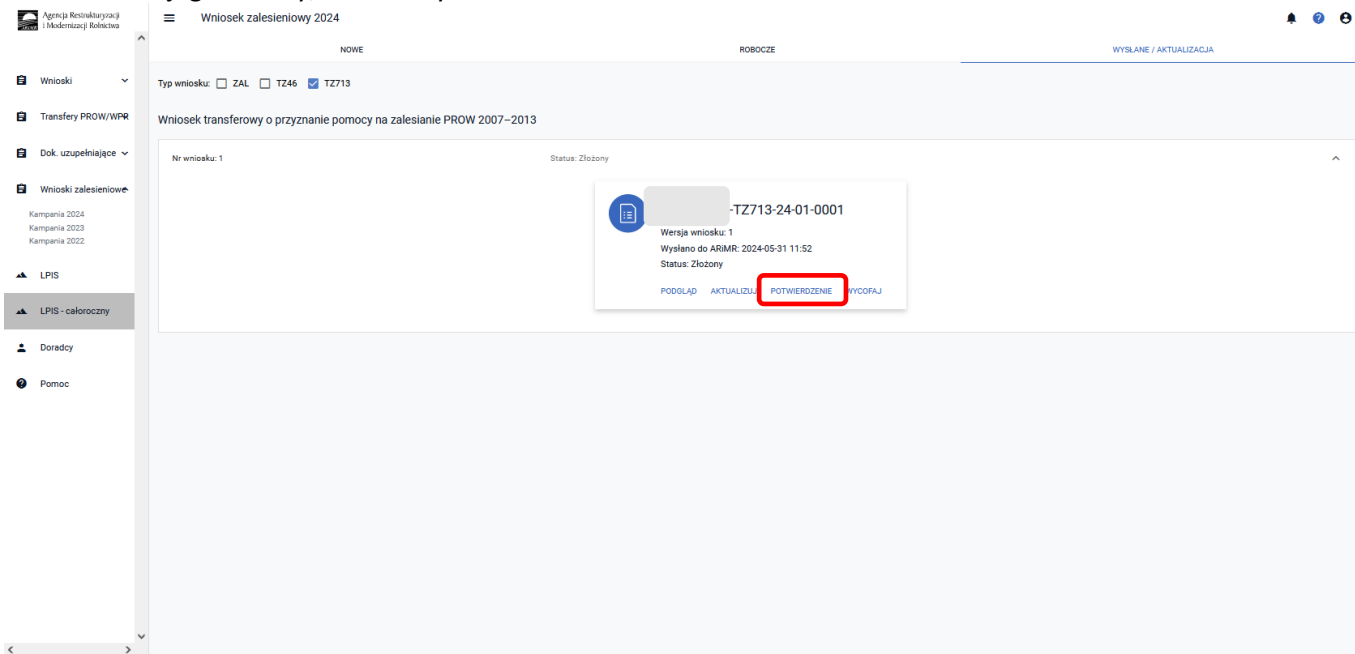 Agencja Restrukturyzacji
i Modernizacji Rolnictwa
Wniosek zalesieniowy 2024
NOWE
ROBOCZE
WYSŁANE / AKTUALIZACJA
Wnioski
Transfery PROW/WPR
Dok. uzupełniające
Wnioski zalesieniowe
Kampania 2024
Kampania 2023
Kampania 2022
LPIS
LPIS - całoroczny
Doradcy
Pomoc
Typ wniosku: ZAL TZ46 TZ713
Wniosek transferowy o przyznanie pomocy na zalesianie PROW 2007–2013
Nr wniosku: 1
Status: Złożony
-TZ713-24-01-0001
Wersja wniosku: 1
Wysłano do ARiMR: 2024-05-31 11:52
Status: Złożony
PODGLĄD AKTUALIZUJ POTWIERDZENIE WYCOFAJ